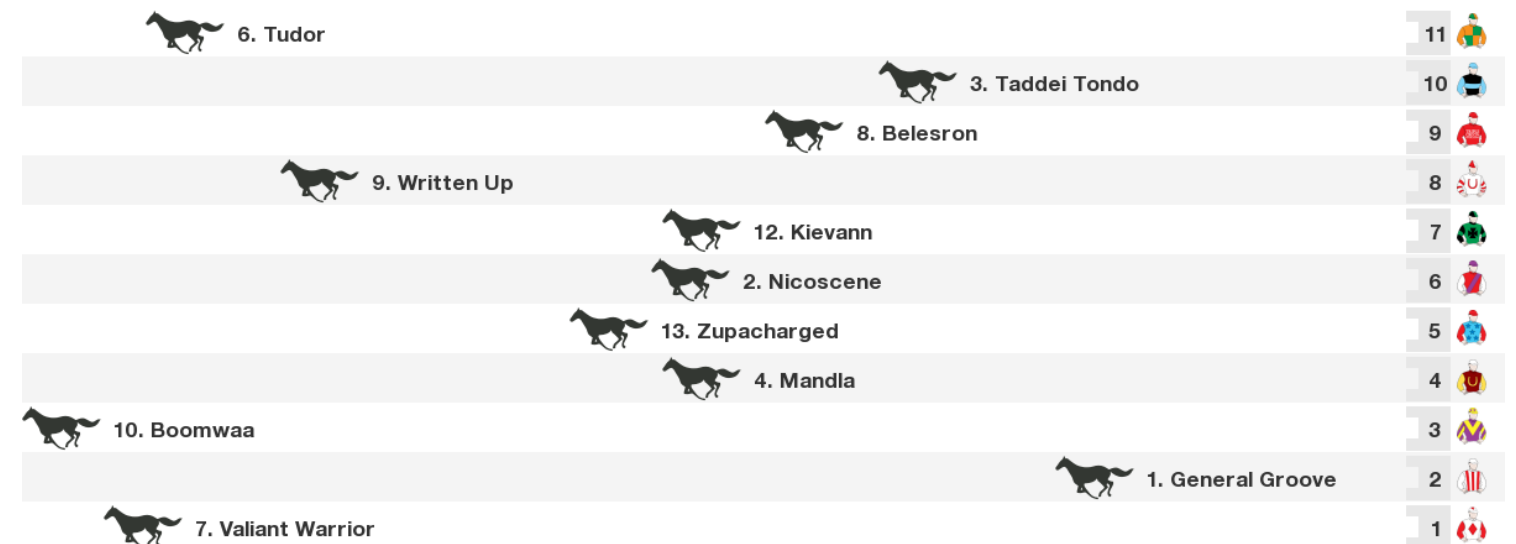 6. Tudor 11
3. Taddei Tondo 10
8. Belesron 9
9. Written Up 8
12. Kievann 7
2. Nicoscene 6
13. Zupacharged 5
4. Mandla 4
10. Boomwaa 3
1. General Groove 2
7. Valiant Warrior 1